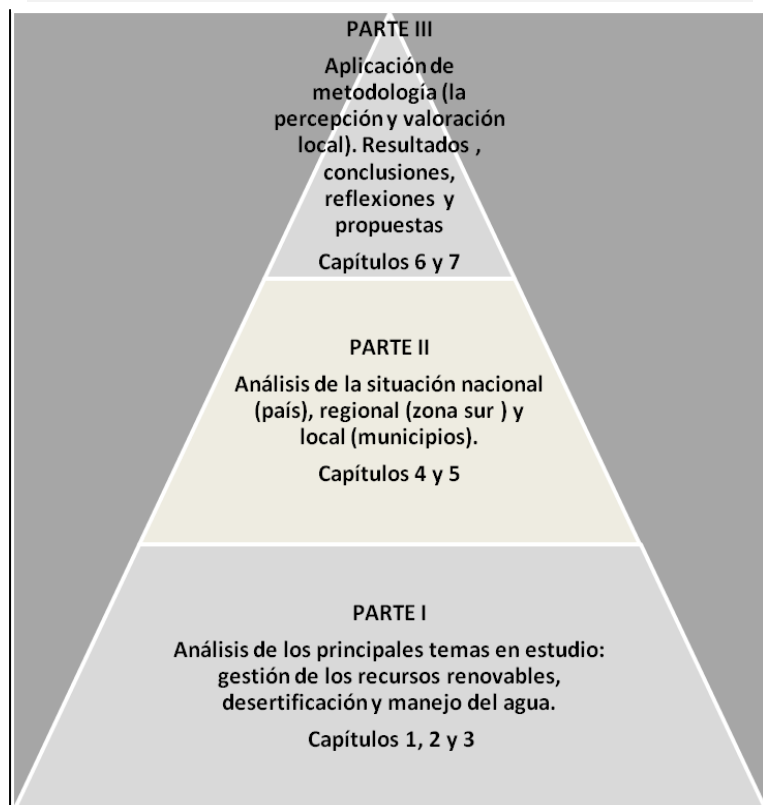 PARTE III
Aplicación de
metodología (la
percepción y valoración
local). Resultados ,
conclusiones,
reflexiones y
propuestas
Capítulos 6 y 7
PARTE II
Análisis de la situación nacional
(país), regional (zona sur ) y
local (municipios).
Capítulos 4 y 5
PARTE I
Análisis de los principales temas en estudio:
gestión de los recursos renovables,
desertificación y manejo del agua.
Capítulos 1, 2 y 3